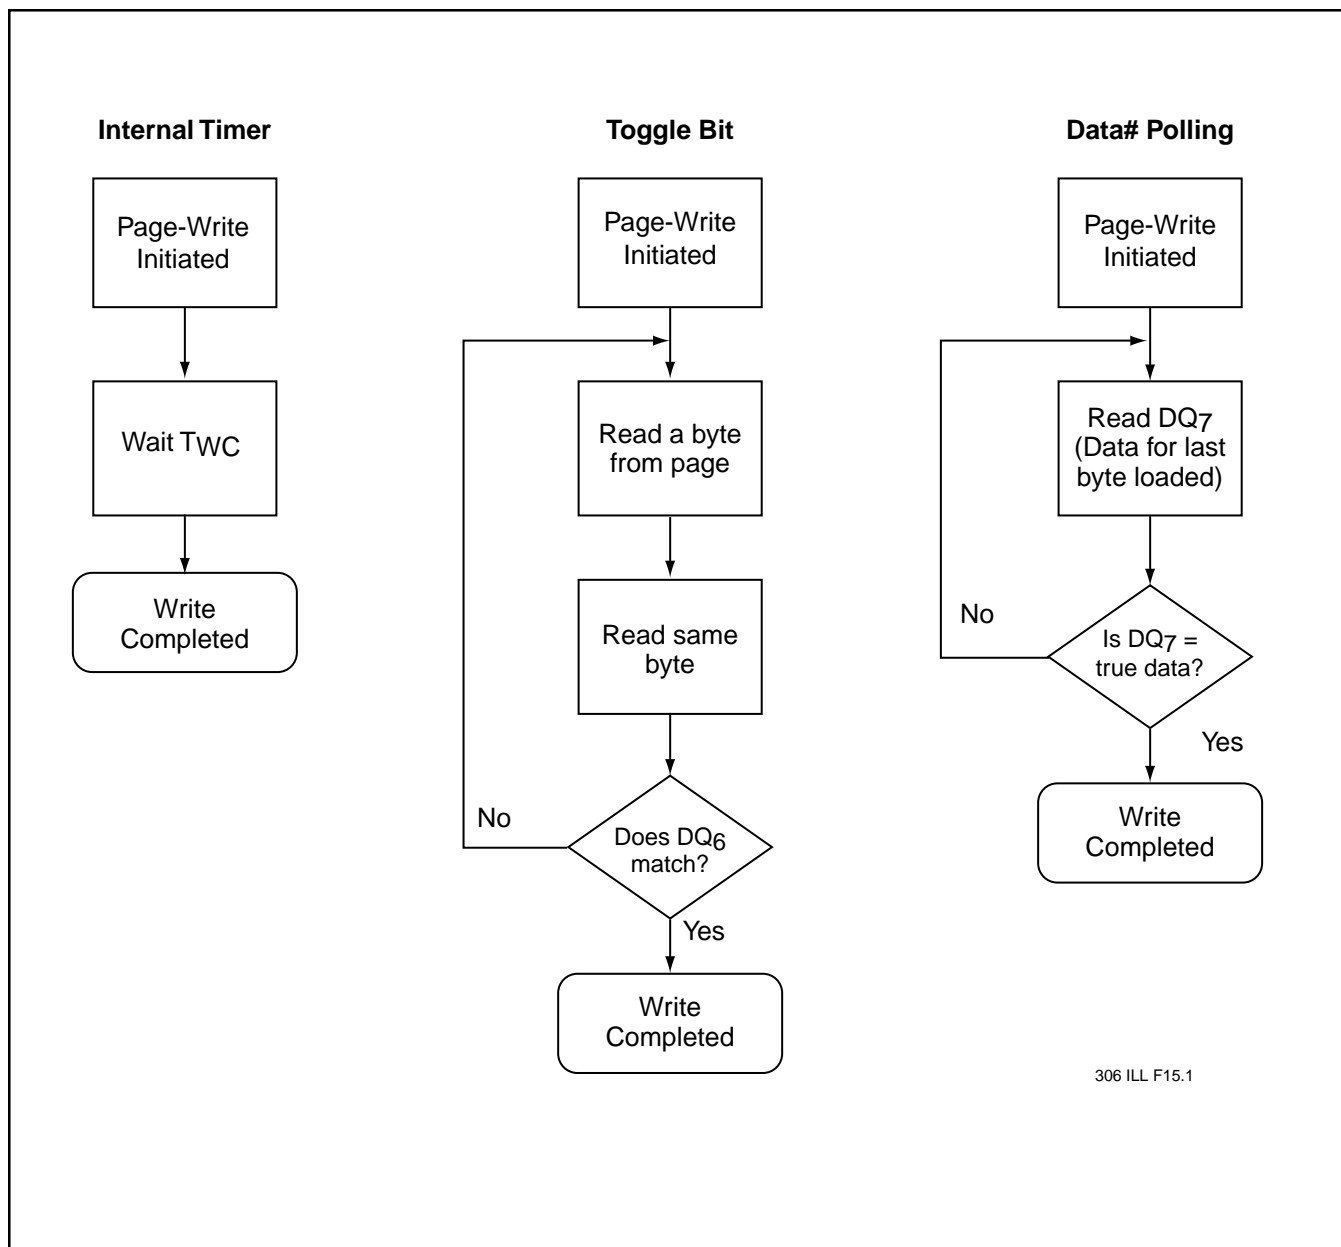 Internal Timer
Page-Write
Initiated
Wait TWC
Write
Completed
Toggle Bit
Page-Write
Initiated
Read a byte
from page
Read same
byte
No
Does DQ6
match?
Yes
Write
Completed
Data# Polling
Page-Write
Initiated
Read DQ7
(Data for last
byte loaded)
No
Is DQ7 =
true data?
Yes
Write
Completed
306 ILL F15.1